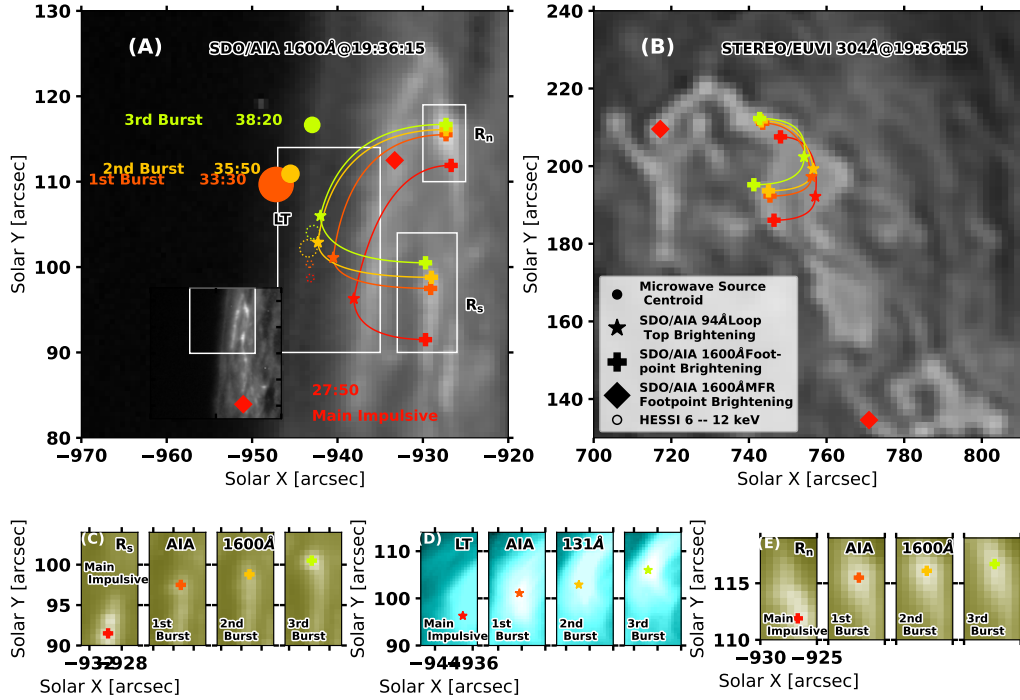 (A)
SDO/AIA 1600Å@19:36:15
3rd Burst 38:20
2nd Burst 35:50
1st Burst 33:30
LT
Rn
Rs
27:50
Main Impulsive
130
120
110
100
90
80
−970 −960 −950 −940 −930 −920
Solar X [arcsec]
Solar Y [arcsec]
(B)
STEREO/EUVI 304Å@19:36:15
Microwave Source
Centroid
SDO/AIA 94ÅLoop
Top Brightening
SDO/AIA 1600ÅFoot-
point Brightening
SDO/AIA 1600ÅMFR
Footpoint Brightening
HESSI 6 -- 12 keV
240
220
200
180
160
140
700 720 740 760 780 800
Solar X [arcsec]
Solar Y [arcsec]
(C)
Rs AIA 1600Å
Main
Impulsive
1st
Burst
2nd
Burst
3rd
Burst
100
95
90
−932 −928
Solar X [arcsec]
Solar Y [arcsec]
(D)
LT AIA 131Å
Main
Impulsive
1st
Burst
2nd
Burst
3rd
Burst
110
100
90
−944 −936
Solar X [arcsec]
Solar Y [arcsec]
(E)
Rn AIA 1600Å
Main
Impulsive
1st
Burst
2nd
Burst
3rd
Burst
115
110
−930 −925
Solar X [arcsec]
Solar Y [arcsec]